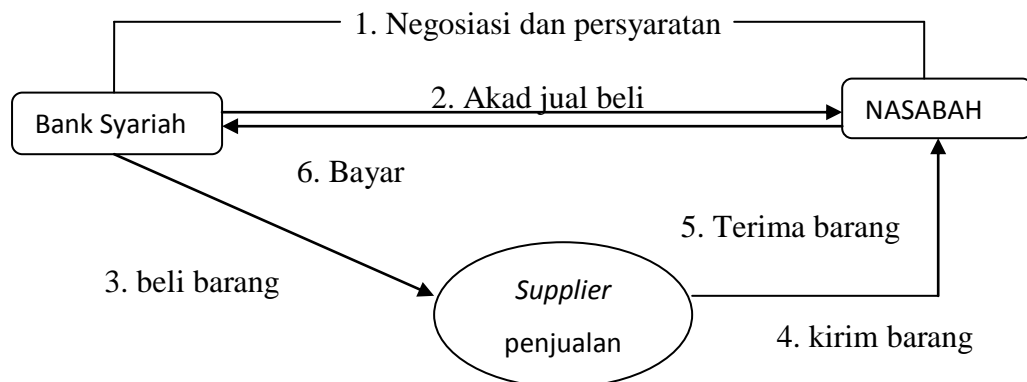 1. Negosiasi dan persyaratan
2. Akad jual beli
Bank Syariah
NASABAH
6. Bayar
5. Terima barang
3. beli barang
Supplier
penjualan
4. kirim barang